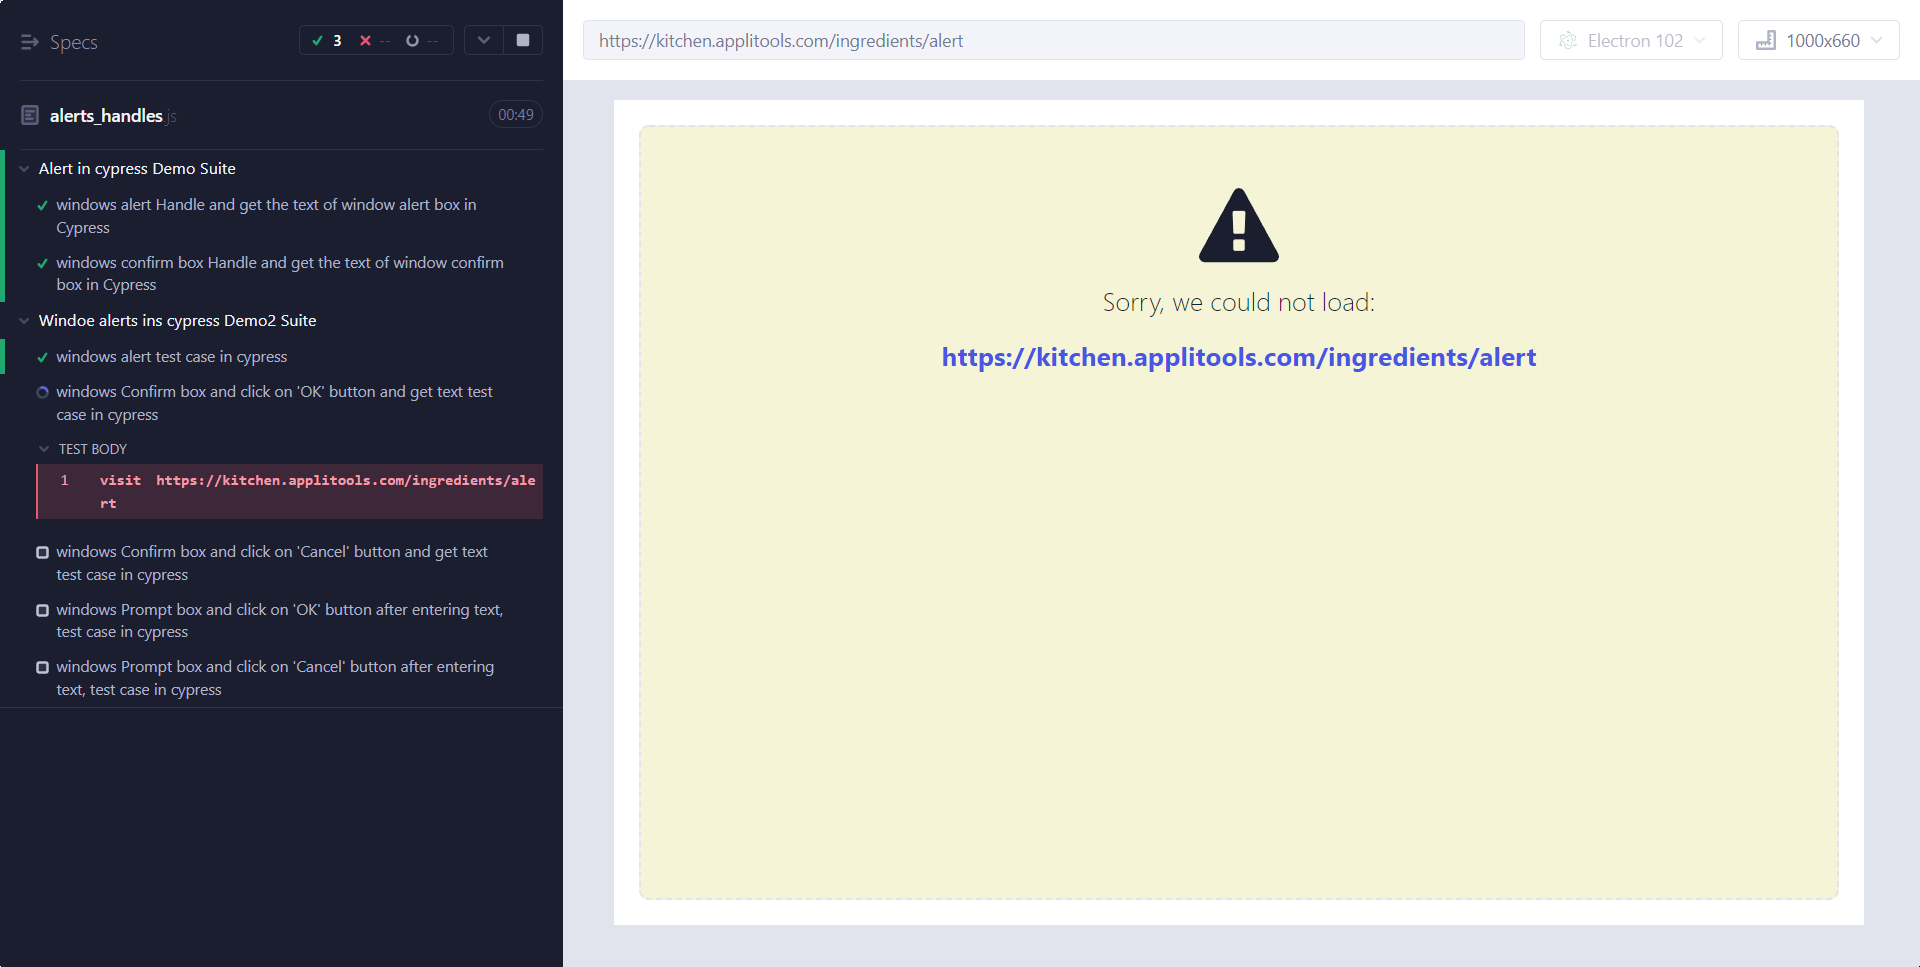 Specs
3
--
--
alerts_handles.js
00:49
Alert in cypress Demo Suite
windows alert Handle and get the text of window alert box in
Cypress
windows confirm box Handle and get the text of window confirm
box in Cypress
Windoe alerts ins cypress Demo2 Suite
windows alert test case in cypress
windows Confirm box and click on 'OK' button and get text test
case in cypress
TEST BODY
1 visit https://kitchen.applitools.com/ingredients/ale
rt
windows Confirm box and click on 'Cancel' button and get text
test case in cypress
windows Prompt box and click on 'OK' button after entering text,
test case in cypress
windows Prompt box and click on 'Cancel' button after entering
text, test case in cypress
https://kitchen.applitools.com/ingredients/alert
Electron 102
1000x660
Sorry, we could not load:
https://kitchen.applitools.com/ingredients/alert